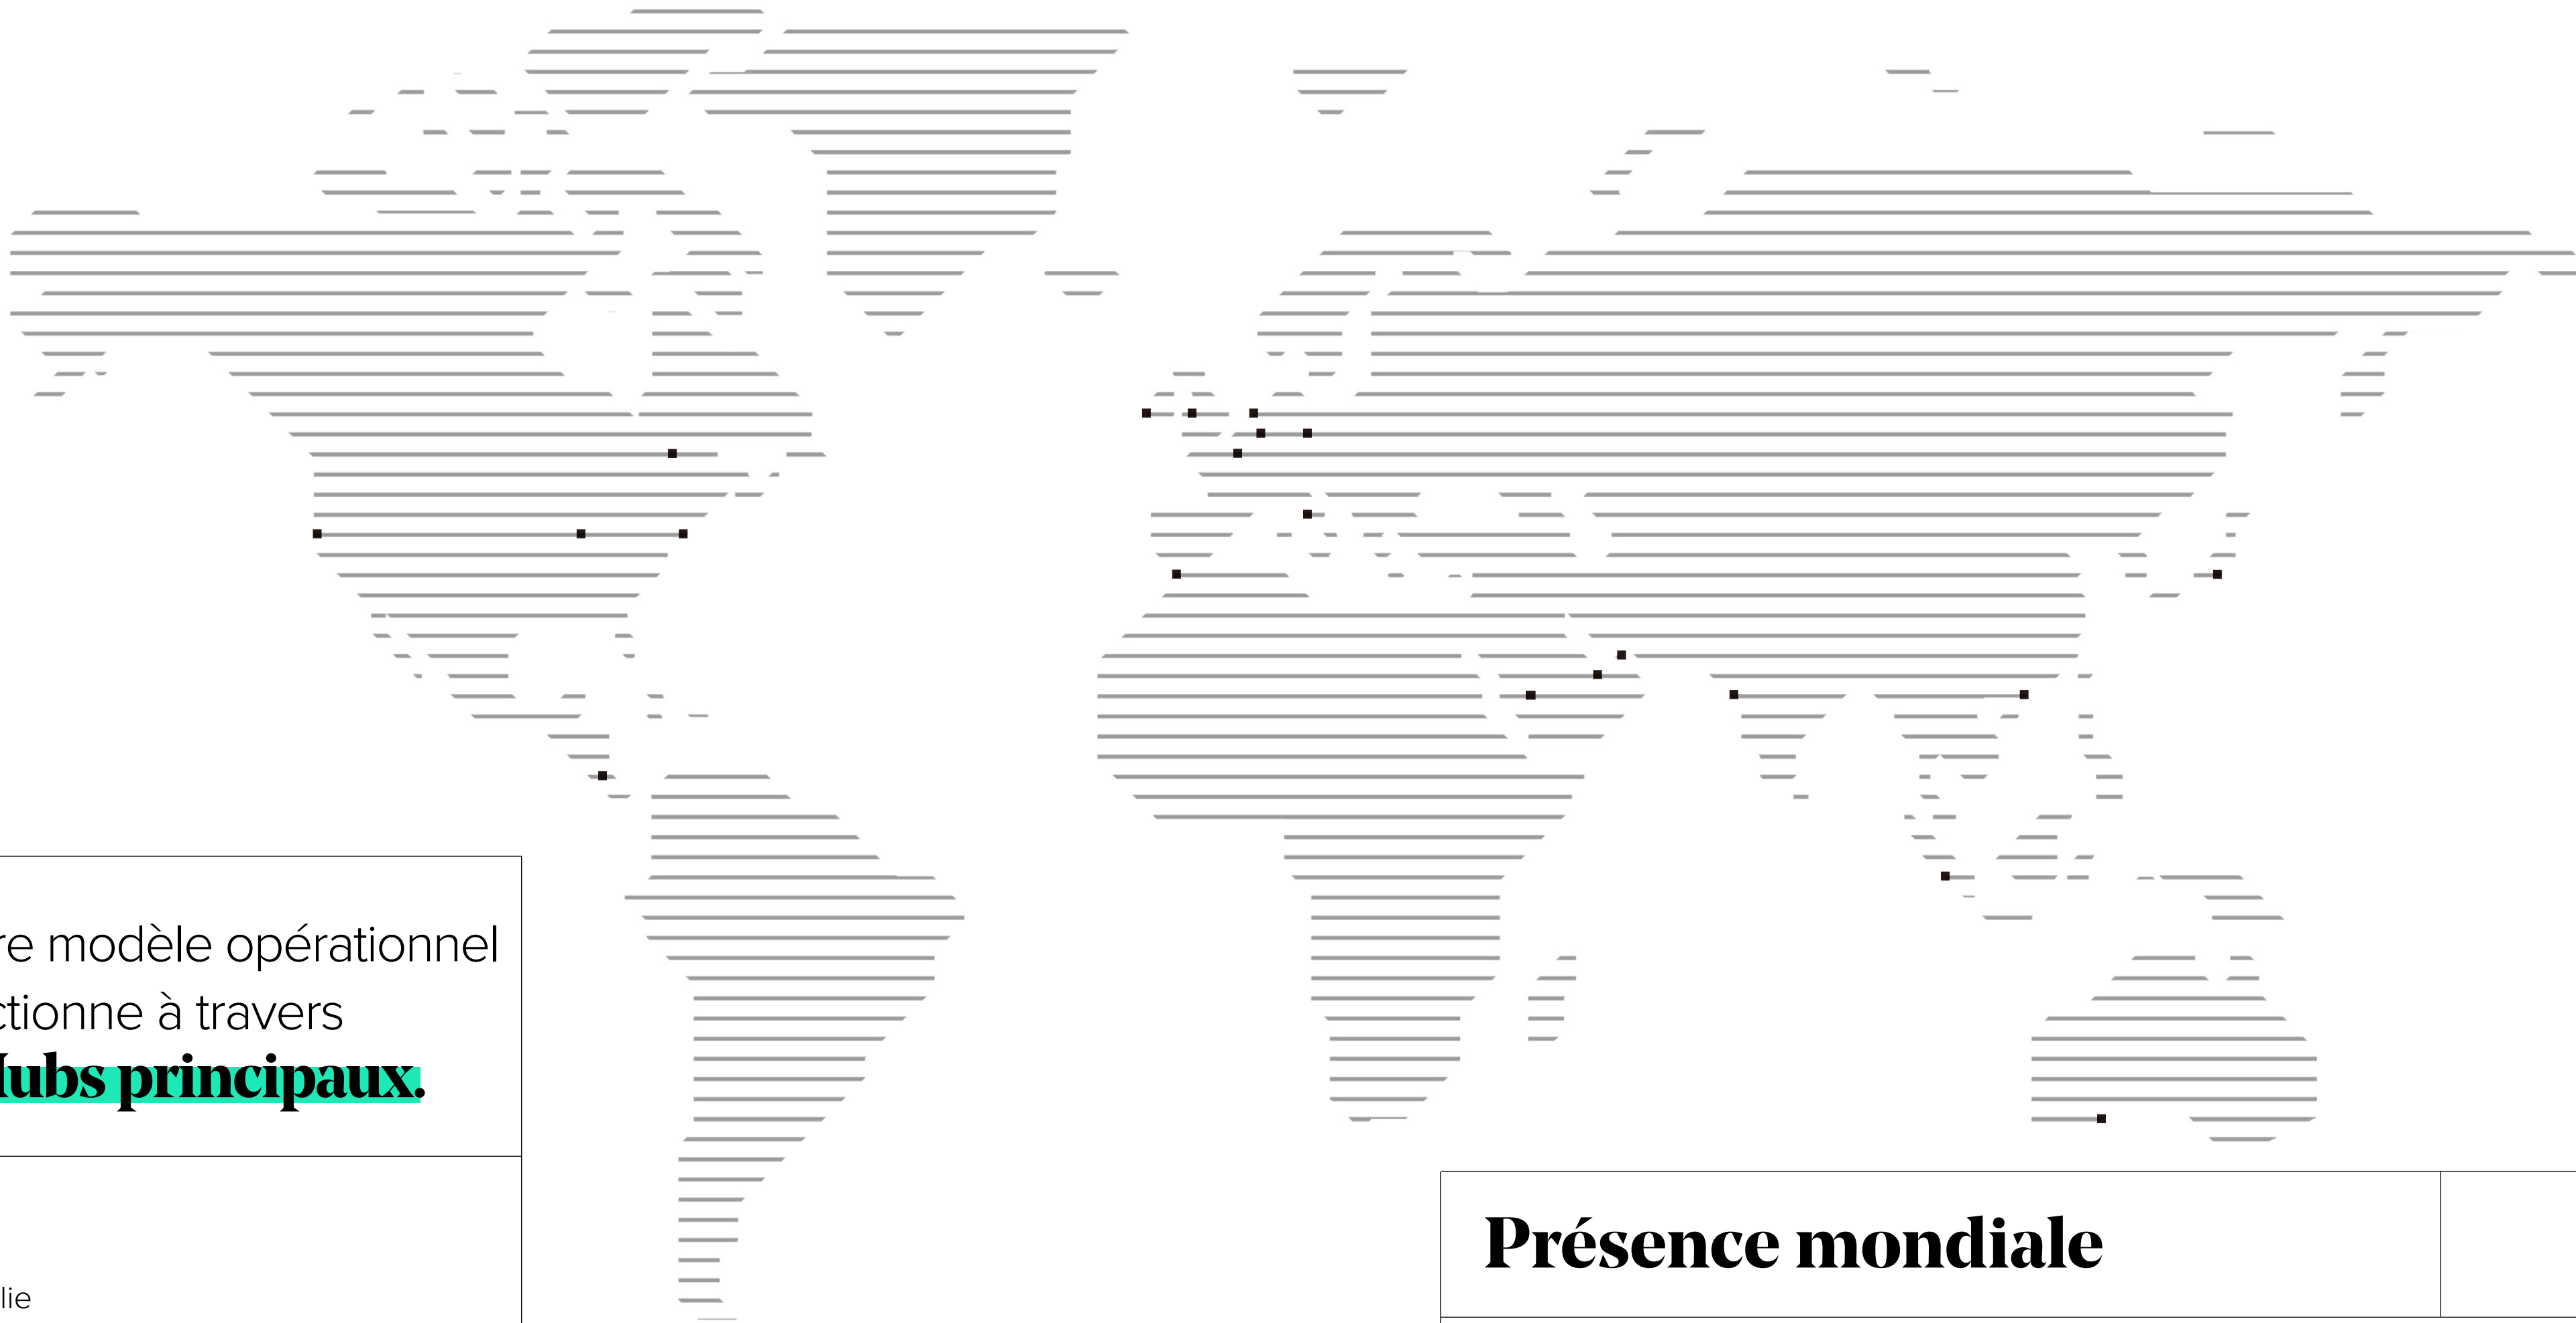 re modèle opérationnel
ctionne à travers
lubs principaux.
lie
Présence mondiale